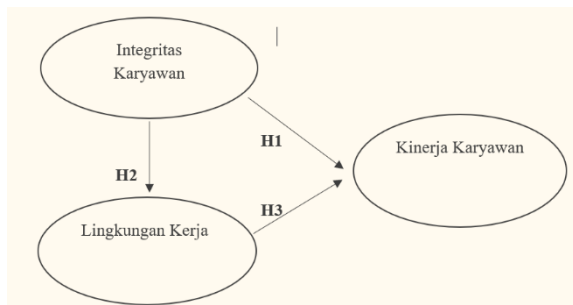 Integritas
Karyawan
H1
Kinerja Karyawan
H2
H3
Lingkungan Kerja